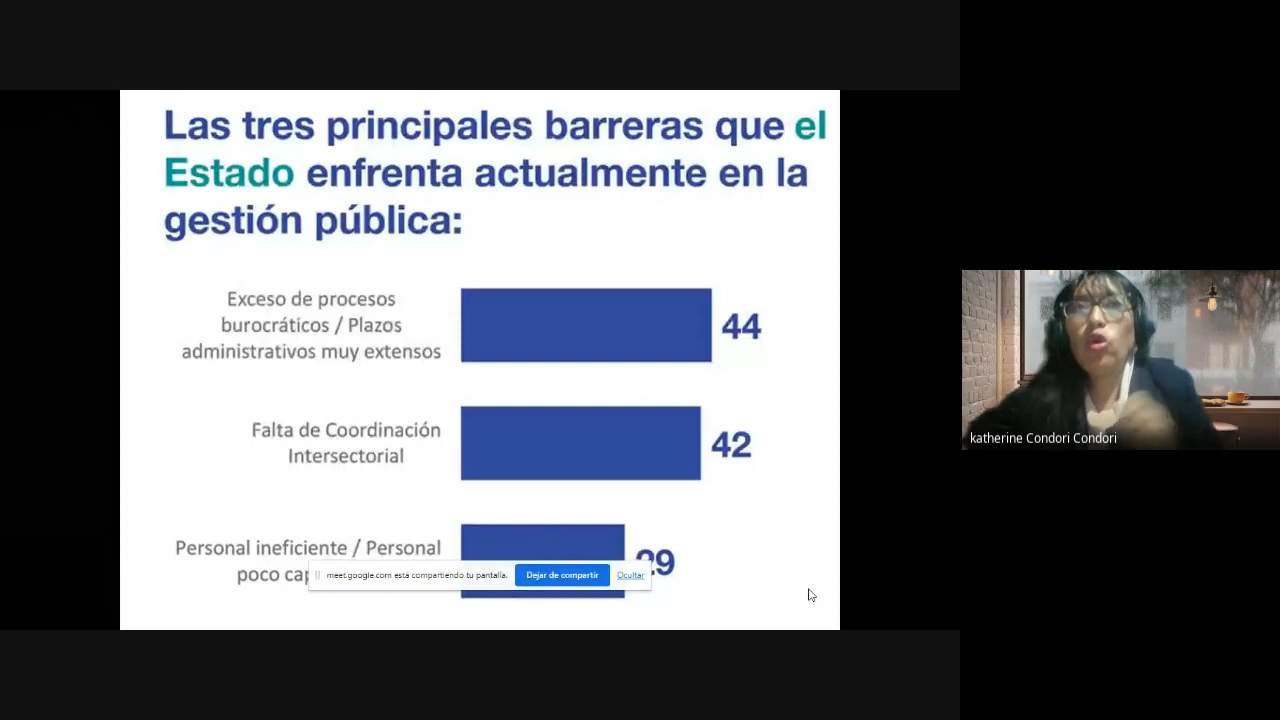 Las tres principales barreras que el
Estado enfrenta actualmente en la
gestión pública:
Exceso de procesos
burocráticos / Plazos
administrativos muy extensos
44
Falta de Coordinación
Intersectorial
42
Personal ineficiente / Personal
poco
29
meet.google.com está compartiendo tu pantalla.
Dejar de compartir
Ocultar
katherine Condori Condori